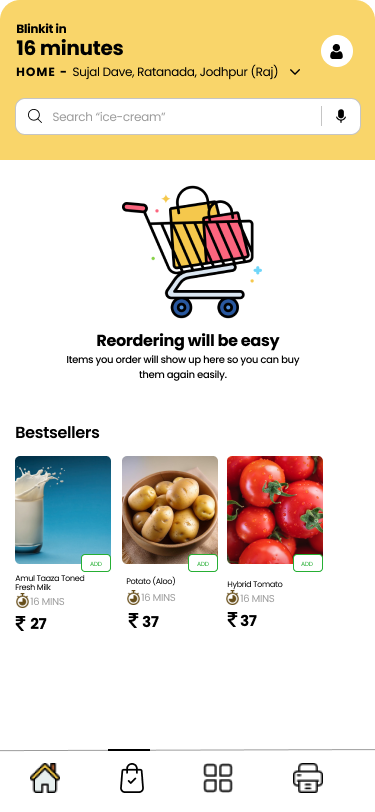 Blinkit in
16 minutes
HOME - Sujal Dave, Ratanada, Jodhpur (Raj)
Search “ice-cream”
Reordering will be easy
Items you order will show up here so you can buy
them again easily.
Bestsellers
ADD ADD ADD
Amul Taaza Toned
Fresh Milk
16 MINS
₹ 27
Potato (Aloo)
16 MINS
₹ 37
Hybrid Tomato
16 MINS
₹ 37